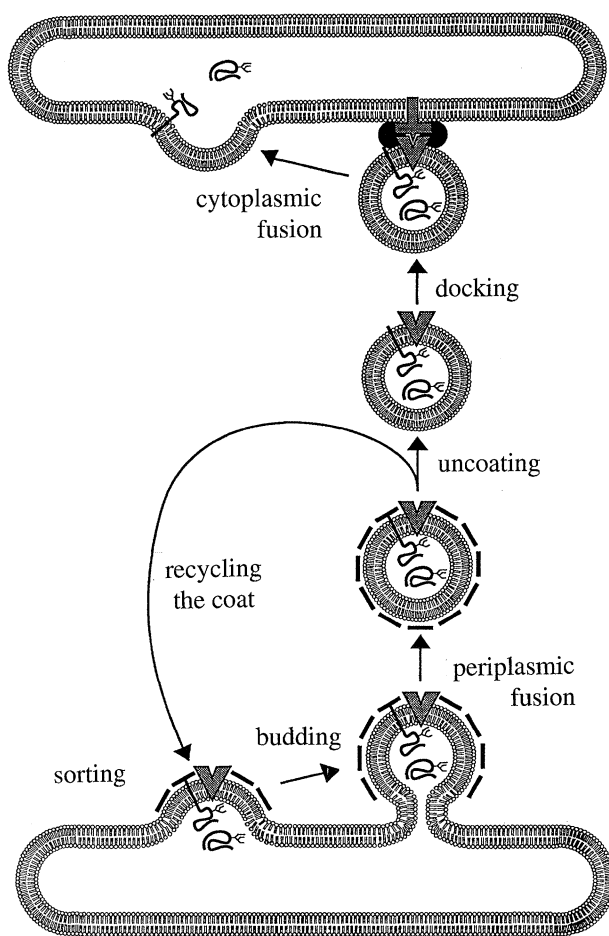 cytoplasmic
fusion
docking
uncoating
recycling
the coat
periplasmic
fusion
budding
sorting